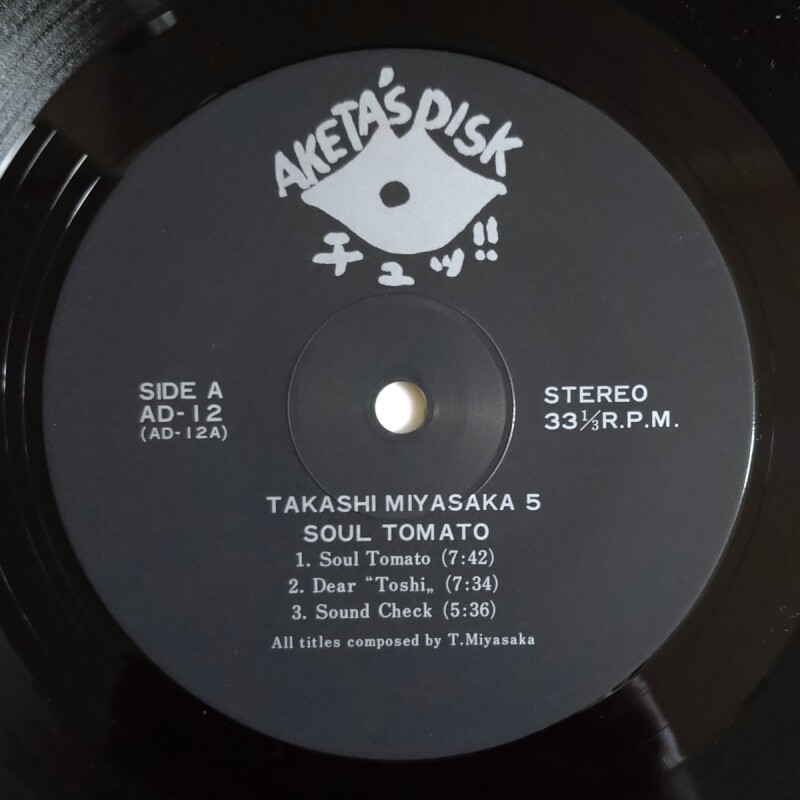 AKETA'S DISK
チュッ!!
SIDE A
AD-12
(AD-12A)
STEREO
33⅓R.P.M.
TAKASHI MIYASAKA 5
SOUL TOMATO
1. Soul Tomato (7:42)
2. Dear “Toshi„ (7:34)
3. Sound Check (5:36)
All titles composed by T.Miyasaka